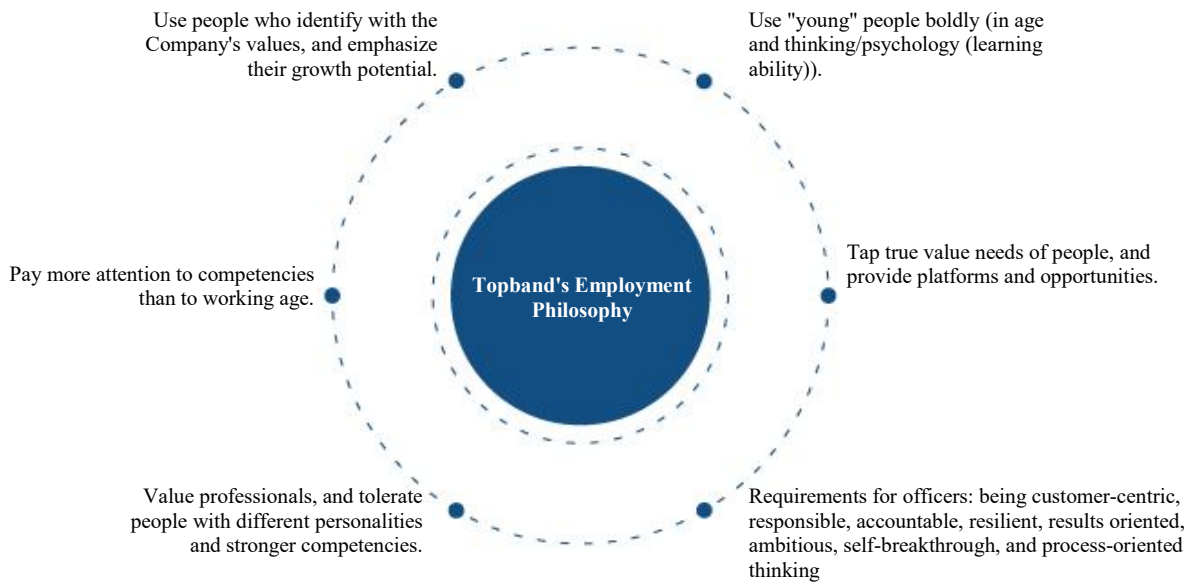 Use people who identify with the
Company's values, and emphasize
their growth potential.
Use "young" people boldly (in age
and thinking/psychology (learning
ability)).
Pay more attention to competencies
than to working age.
Topband's Employment
Philosophy
Tap true value needs of people, and
provide platforms and opportunities.
Value professionals, and tolerate
people with different personalities
and stronger competencies.
Requirements for officers: being customer-centric,
responsible, accountable, resilient, results oriented,
ambitious, self-breakthrough, and process-oriented
thinking